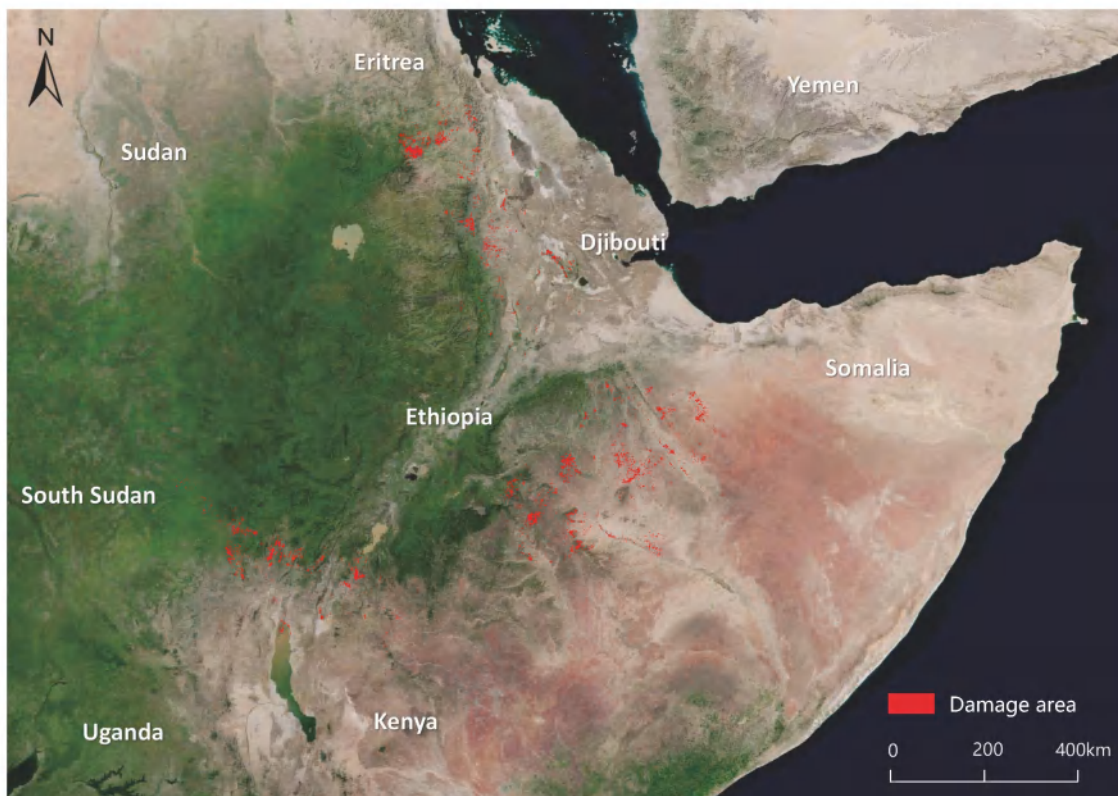 N
Eritrea
Yemen
Sudan
Djibouti
Somalia
Ethiopia
South Sudan
Damage area
Kenya
Uganda
0 200 400km